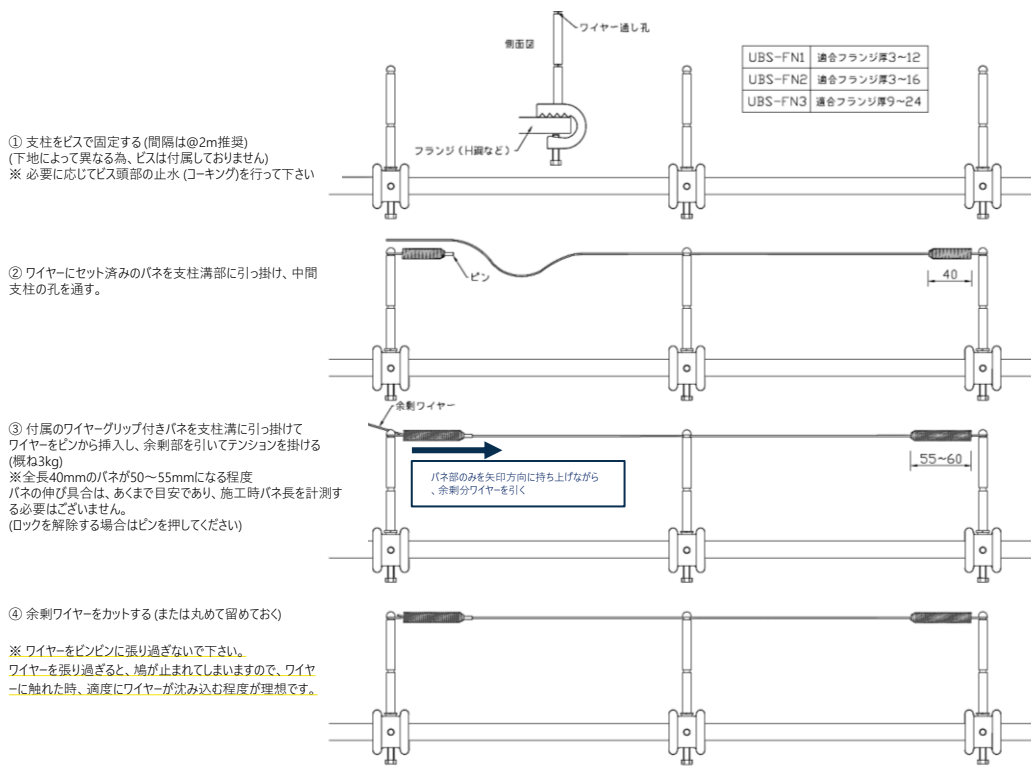 ワイヤー通し孔
側面図
UBS-FN1 適合フランジ厚3~12
UBS-FN2 適合フランジ厚3~16
UBS-FN3 適合フランジ厚9~24
フランジ(H鋼など)
① 支柱をビスで固定する(間隔は@2m推奨)
(下地によって異なる為、ビスは付属しておりません)
※ 必要に応じてビス頭部の止水(コーキング)を行って下さい
② ワイヤーにセット済みのバネを支柱溝部に引っ掛け、中間
支柱の孔を通す。
ピン
40
③ 付属のワイヤーグリップ付きバネを支柱溝に引っ掛けて
ワイヤーをピンから挿入し、余剰部を引いてテンションを掛ける
(概ね3kg)
※全長40mmのバネが50～55mmになる程度
バネの伸び具合は、あくまで目安であり、施工時バネ長を計測す
る必要はございません。
(ロックを解除する場合はピンを押してください)
余剰ワイヤー
バネ部のみを矢印方向に持ち上げながら
、余剰分ワイヤーを引く
55~60
④ 余剰ワイヤーをカットする(または丸めて留めておく)
※ ワイヤーをピンピンに張り過ぎないで下さい。
ワイヤーを張り過ぎると、鳩が止まれてしまいますので、ワイヤ
ーに触れた時、適度にワイヤーが沈み込む程度が理想です。